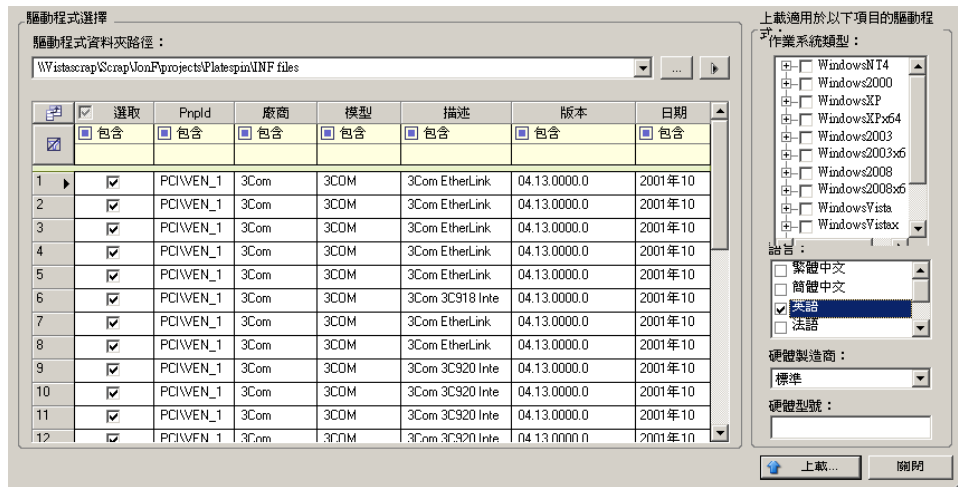 驅動程式選擇
驅動程式資料夾路徑：
\\Vistascrap\Scrap\JonF\projects\Platespin\INF files
...
選取 PnpId 廠商 模型 描述 版本 日期
包含 包含 包含 包含 包含 包含
1 PCI\VEN_1 3Com 3COM 3Com EtherLink 04.13.0000.0 2001年10
2 PCI\VEN_1 3Com 3COM 3Com EtherLink 04.13.0000.0 2001年10
3 PCI\VEN_1 3Com 3COM 3Com EtherLink 04.13.0000.0 2001年10
4 PCI\VEN_1 3Com 3COM 3Com EtherLink 04.13.0000.0 2001年10
5 PCI\VEN_1 3Com 3COM 3Com EtherLink 04.13.0000.0 2001年10
6 PCI\VEN_1 3Com 3COM 3Com 3C918 Inte 04.13.0000.0 2001年10
7 PCI\VEN_1 3Com 3COM 3Com EtherLink 04.13.0000.0 2001年10
8 PCI\VEN_1 3Com 3COM 3Com EtherLink 04.13.0000.0 2001年10
9 PCI\VEN_1 3Com 3COM 3Com 3C920 Inte 04.13.0000.0 2001年10
10 PCI\VEN_1 3Com 3COM 3Com 3C920 Inte 04.13.0000.0 2001年10
11 PCI\VEN_1 3Com 3COM 3Com 3C920 Inte 04.13.0000.0 2001年10
12 PCI\VEN_1 3Com 3COM 3Com 3C920 Inte 04.13.0000.0 2001年10
上載適用於以下項目的驅動程
式：
作業系統類型：
WindowsNT4
Windows2000
WindowsXP
WindowsXPx64
Windows2003
Windows2003x6
Windows2008
Windows2008x6
WindowsVista
WindowsVistax
語言：
繁體中文
簡體中文
英語
法語
硬體製造商：
標準
硬體型號：
上載...
關閉